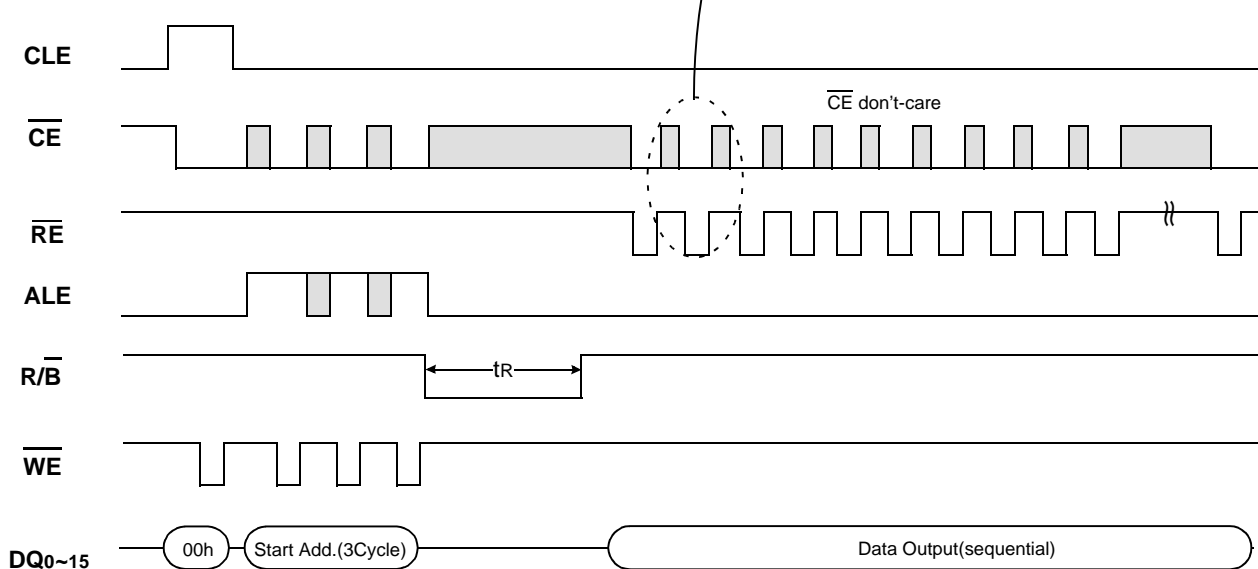 CLE
CE don't-care
CE
RE
ALE
R/B
tR
WE
00h
Start Add.(3Cycle)
Data Output(sequential)
DQ0~15